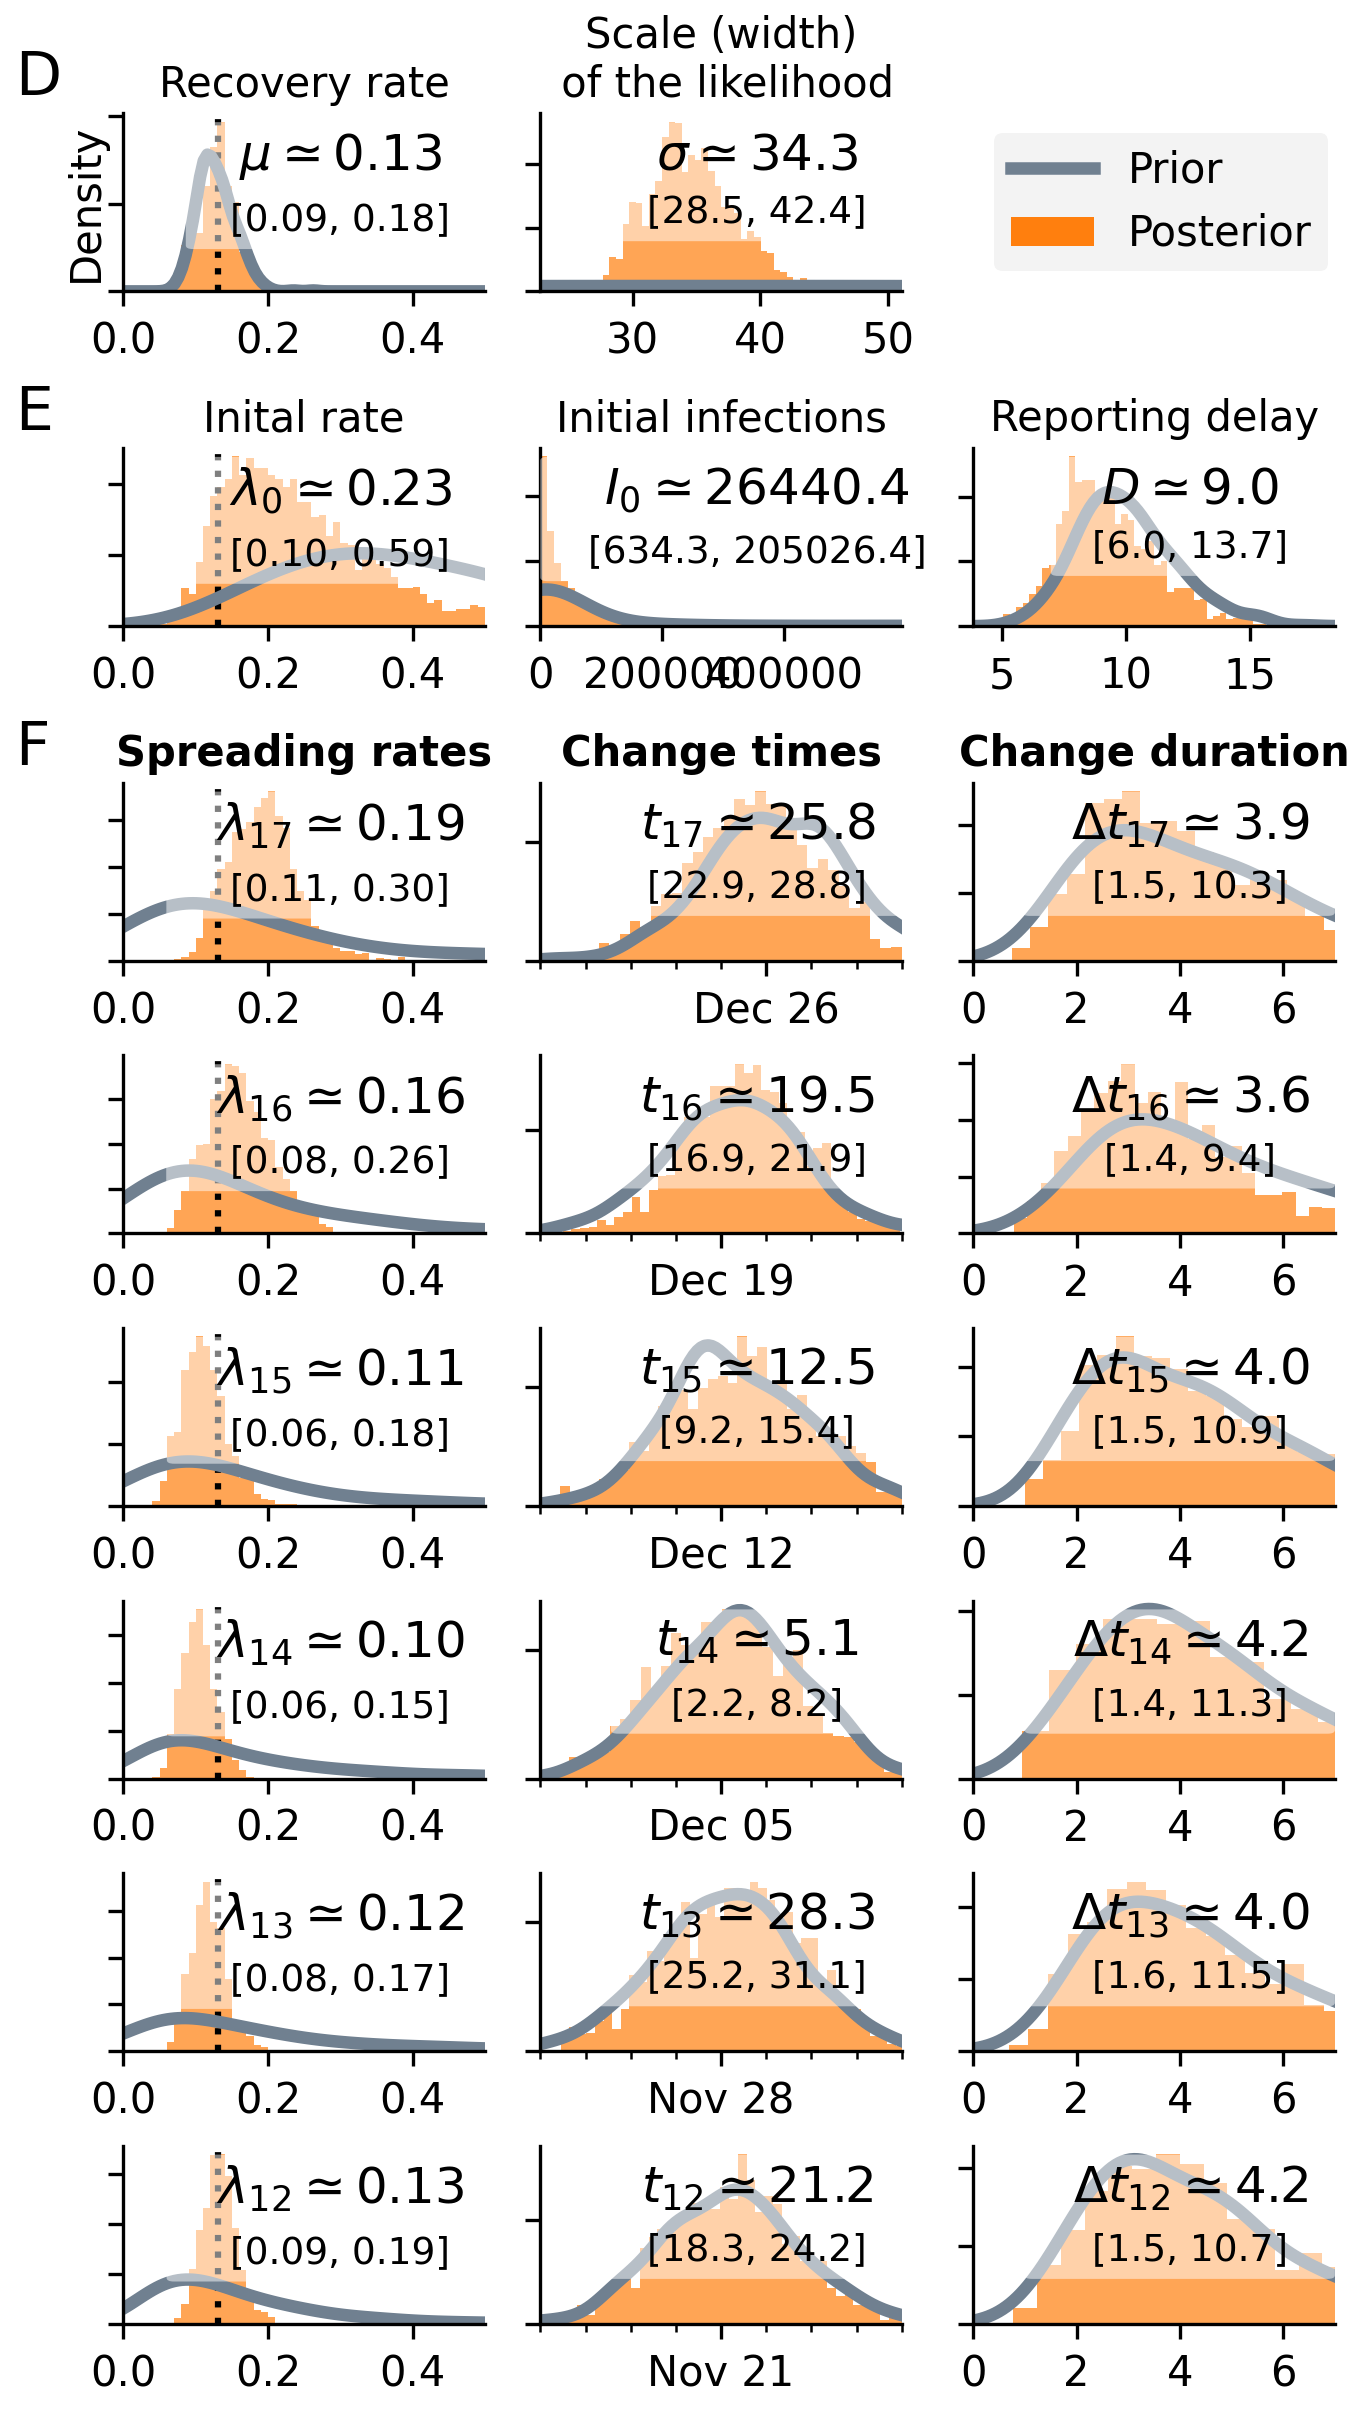 D
Recovery rate
Scale (width)
of the likelihood
Density
μ ≃ 0.13
[0.09, 0.18]
σ ≃ 34.3
[28.5, 42.4]
Prior
Posterior
0.0 0.2 0.4
30 40 50
E
Inital rate
Initial infections
Reporting delay
λ0 ≃ 0.23
[0.10, 0.59]
I0 ≃ 26440.4
[634.3, 205026.4]
D ≃ 9.0
[6.0, 13.7]
0.0 0.2 0.4
0 200000 400000
5 10 15
F
Spreading rates
Change times
Change duration
λ17 ≃ 0.19
[0.11, 0.30]
t17 ≃ 25.8
[22.9, 28.8]
Δt17 ≃ 3.9
[1.5, 10.3]
0.0 0.2 0.4
Dec 26
0 2 4 6
λ16 ≃ 0.16
[0.08, 0.26]
t16 ≃ 19.5
[16.9, 21.9]
Δt16 ≃ 3.6
[1.4, 9.4]
0.0 0.2 0.4
Dec 19
0 2 4 6
λ15 ≃ 0.11
[0.06, 0.18]
t15 ≃ 12.5
[9.2, 15.4]
Δt15 ≃ 4.0
[1.5, 10.9]
0.0 0.2 0.4
Dec 12
0 2 4 6
λ14 ≃ 0.10
[0.06, 0.15]
t14 ≃ 5.1
[2.2, 8.2]
Δt14 ≃ 4.2
[1.4, 11.3]
0.0 0.2 0.4
Dec 05
0 2 4 6
λ13 ≃ 0.12
[0.08, 0.17]
t13 ≃ 28.3
[25.2, 31.1]
Δt13 ≃ 4.0
[1.6, 11.5]
0.0 0.2 0.4
Nov 28
0 2 4 6
λ12 ≃ 0.13
[0.09, 0.19]
t12 ≃ 21.2
[18.3, 24.2]
Δt12 ≃ 4.2
[1.5, 10.7]
0.0 0.2 0.4
Nov 21
0 2 4 6